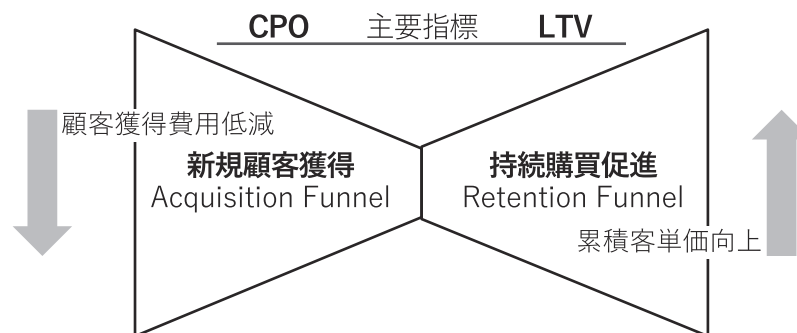 CPO 主要指標 LTV
顧客獲得費用低減
新規顧客獲得
Acquisition Funnel
持続購買促進
Retention Funnel
累積客単価向上